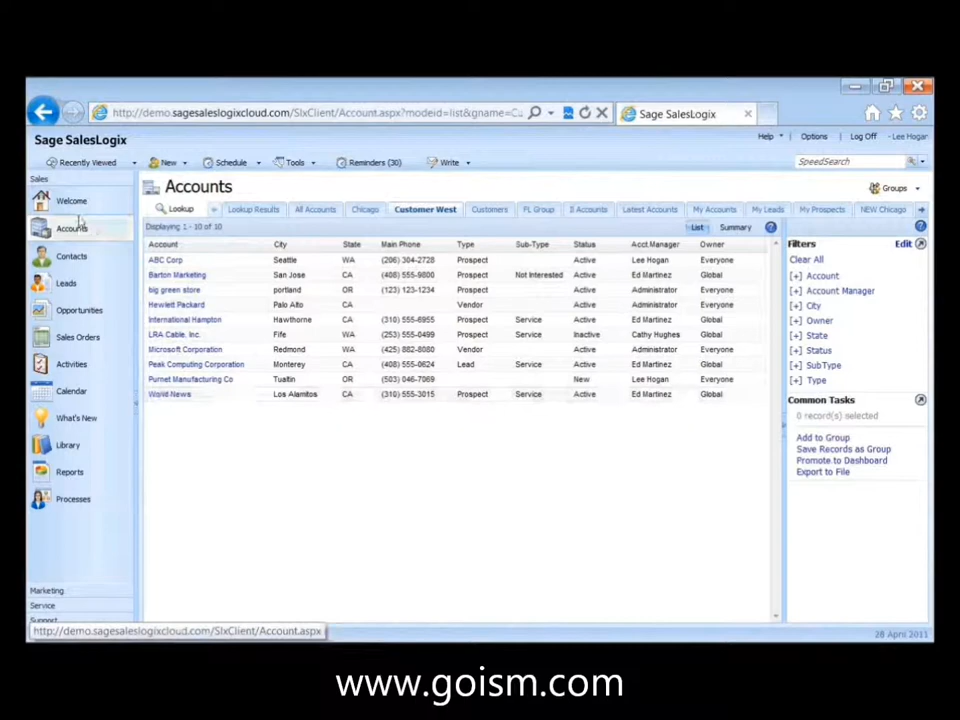 http://demo.sagesaleslogixcloud.com/SlxClient/Account.aspx?modeid=list&gname=Cu
Sage SalesLogix
Sage SalesLogix
Help Options Log Off - Lee Hogan
Recently Viewed New Schedule Tools Reminders (30) Write SpeedSearch
Sales
Welcome
Accounts
Contacts
Leads
Opportunities
Sales Orders
Activities
Calendar
What's New
Library
Reports
Processes
Marketing
Service
Support
Accounts
Groups
Lookup Lookup Results All Accounts Chicago Customer West Customers FL Group Accounts Latest Accounts My Accounts My Leads My Prospects NEW Chicago
Displaying 1 - 10 of 10 List Summary
Account City State Main Phone Type Sub-Type Status Acct.Manager Owner
ABC Corp Seattle WA (206) 304-2728 Prospect Active Lee Hogan Everyone
Barton Marketing San Jose CA (408) 555-9800 Prospect Not Interested Active Ed Martinez Global
big green store portland OR (123) 123-1234 Prospect Active Administrator Everyone
Hewlett Packard Palo Alto CA Vendor Active Administrator Everyone
International Hampton Hawthorne CA (310) 555-6955 Prospect Service Active Ed Martinez Global
LRA Cable, Inc. Fife WA (253) 555-0499 Prospect Service Inactive Cathy Hughes Global
Microsoft Corporation Redmond WA (425) 882-8080 Vendor Active Administrator Everyone
Peak Computing Corporation Monterey CA (408) 555-0624 Lead Service Active Ed Martinez Global
Purnet Manufacturing Co Tualtin OR (503) 046-7069 New Lee Hogan Everyone
World News Los Alamitos CA (310) 555-3015 Prospect Service Active Ed Martinez Global
Filters Edit
Clear All
[+] Account
[+] Account Manager
[+] City
[+] Owner
[+] State
[+] Status
[+] SubType
[+] Type
Common Tasks
0 record(s) selected
Add to Group
Save Records as Group
Promote to Dashboard
Export to File
http://demo.sagesaleslogixcloud.com/SlxClient/Account.aspx
28 April 2011
www.goism.com